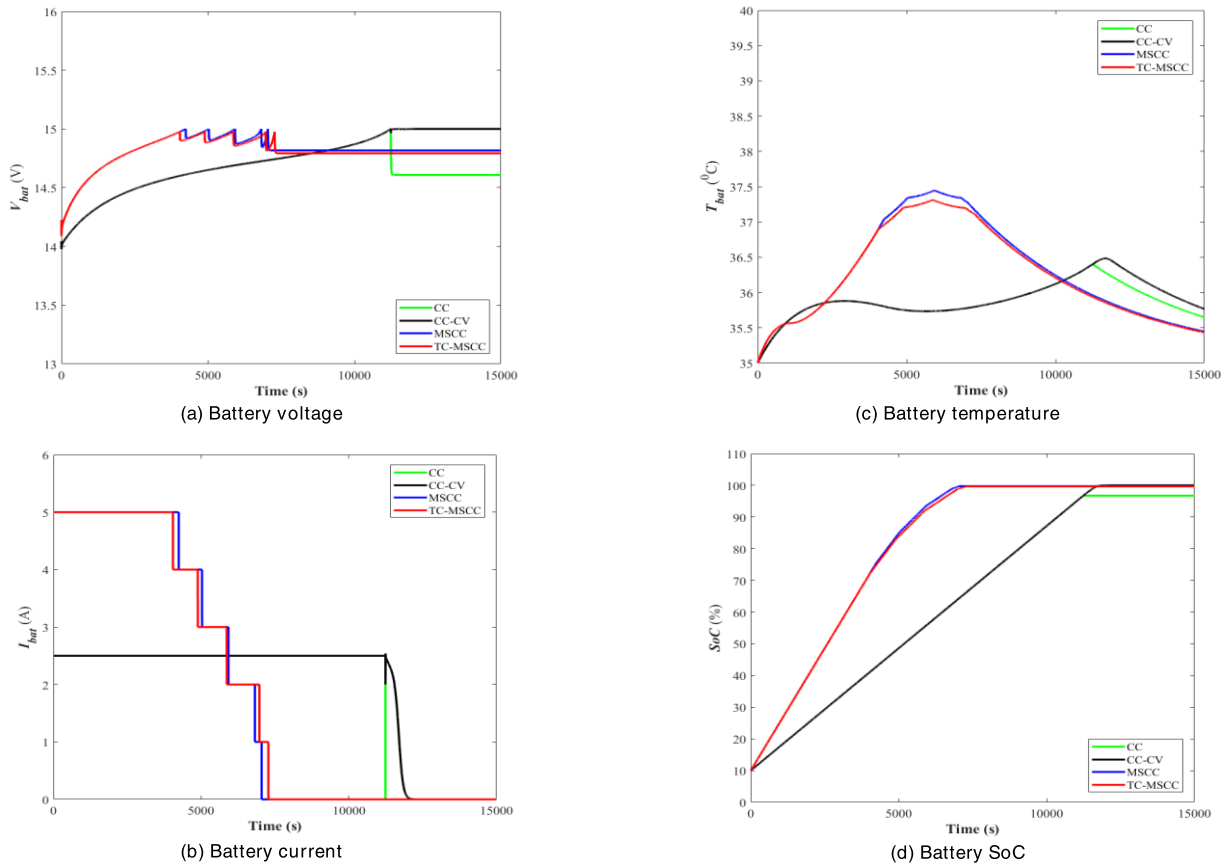 16
15.5
15
14.5
14
13.5
13
V_bat (V)
CC
CC-CV
MSCC
TC-MSCC
0
5000
10000
15000
Time (s)
(a) Battery voltage
40
39.5
39
38.5
38
37.5
37
36.5
36
35.5
35
T_bat (⁰C)
CC
CC-CV
MSCC
TC-MSCC
0
5000
10000
15000
Time (s)
(c) Battery temperature
6
5
4
3
2
1
0
I_bat (A)
CC
CC-CV
MSCC
TC-MSCC
0
5000
10000
15000
Time (s)
(b) Battery current
110
100
90
80
70
60
50
40
30
20
10
0
SoC (%)
CC
CC-CV
MSCC
TC-MSCC
0
5000
10000
15000
Time (s)
(d) Battery SoC